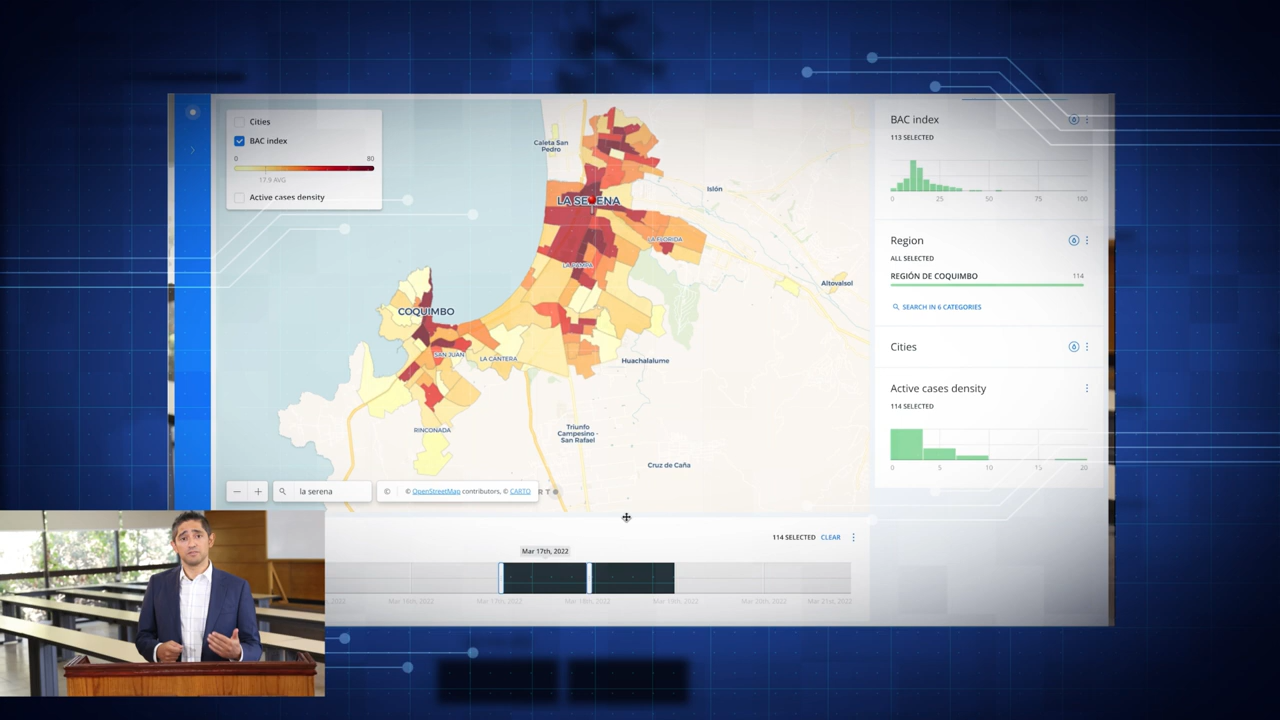 Cities
BAC index
0 80
17.9 AVG
Active cases density
Caleta San
Pedro
LA SERENA
Islón
LA FLORIDA
LA PAMPA
Altovalsol
COQUIMBO
SAN JUAN
LA CANTERA
Huachalalume
RINCONADA
Triunfo
Campesino -
San Rafael
Cruz de Caña
la serena
© © OpenStreetMap contributors, © CARTO
BAC index
113 SELECTED
0 25 50 75 100
Region
ALL SELECTED
REGIÓN DE COQUIMBO 114
SEARCH IN 6 CATEGORIES
Cities
Active cases density
114 SELECTED
0 5 10 15 20
114 SELECTED CLEAR
Mar 17th, 2022
2022 Mar 16th, 2022 Mar 17th, 2022 Mar 18th, 2022 Mar 19th, 2022 Mar 20th, 2022 Mar 21st, 2022